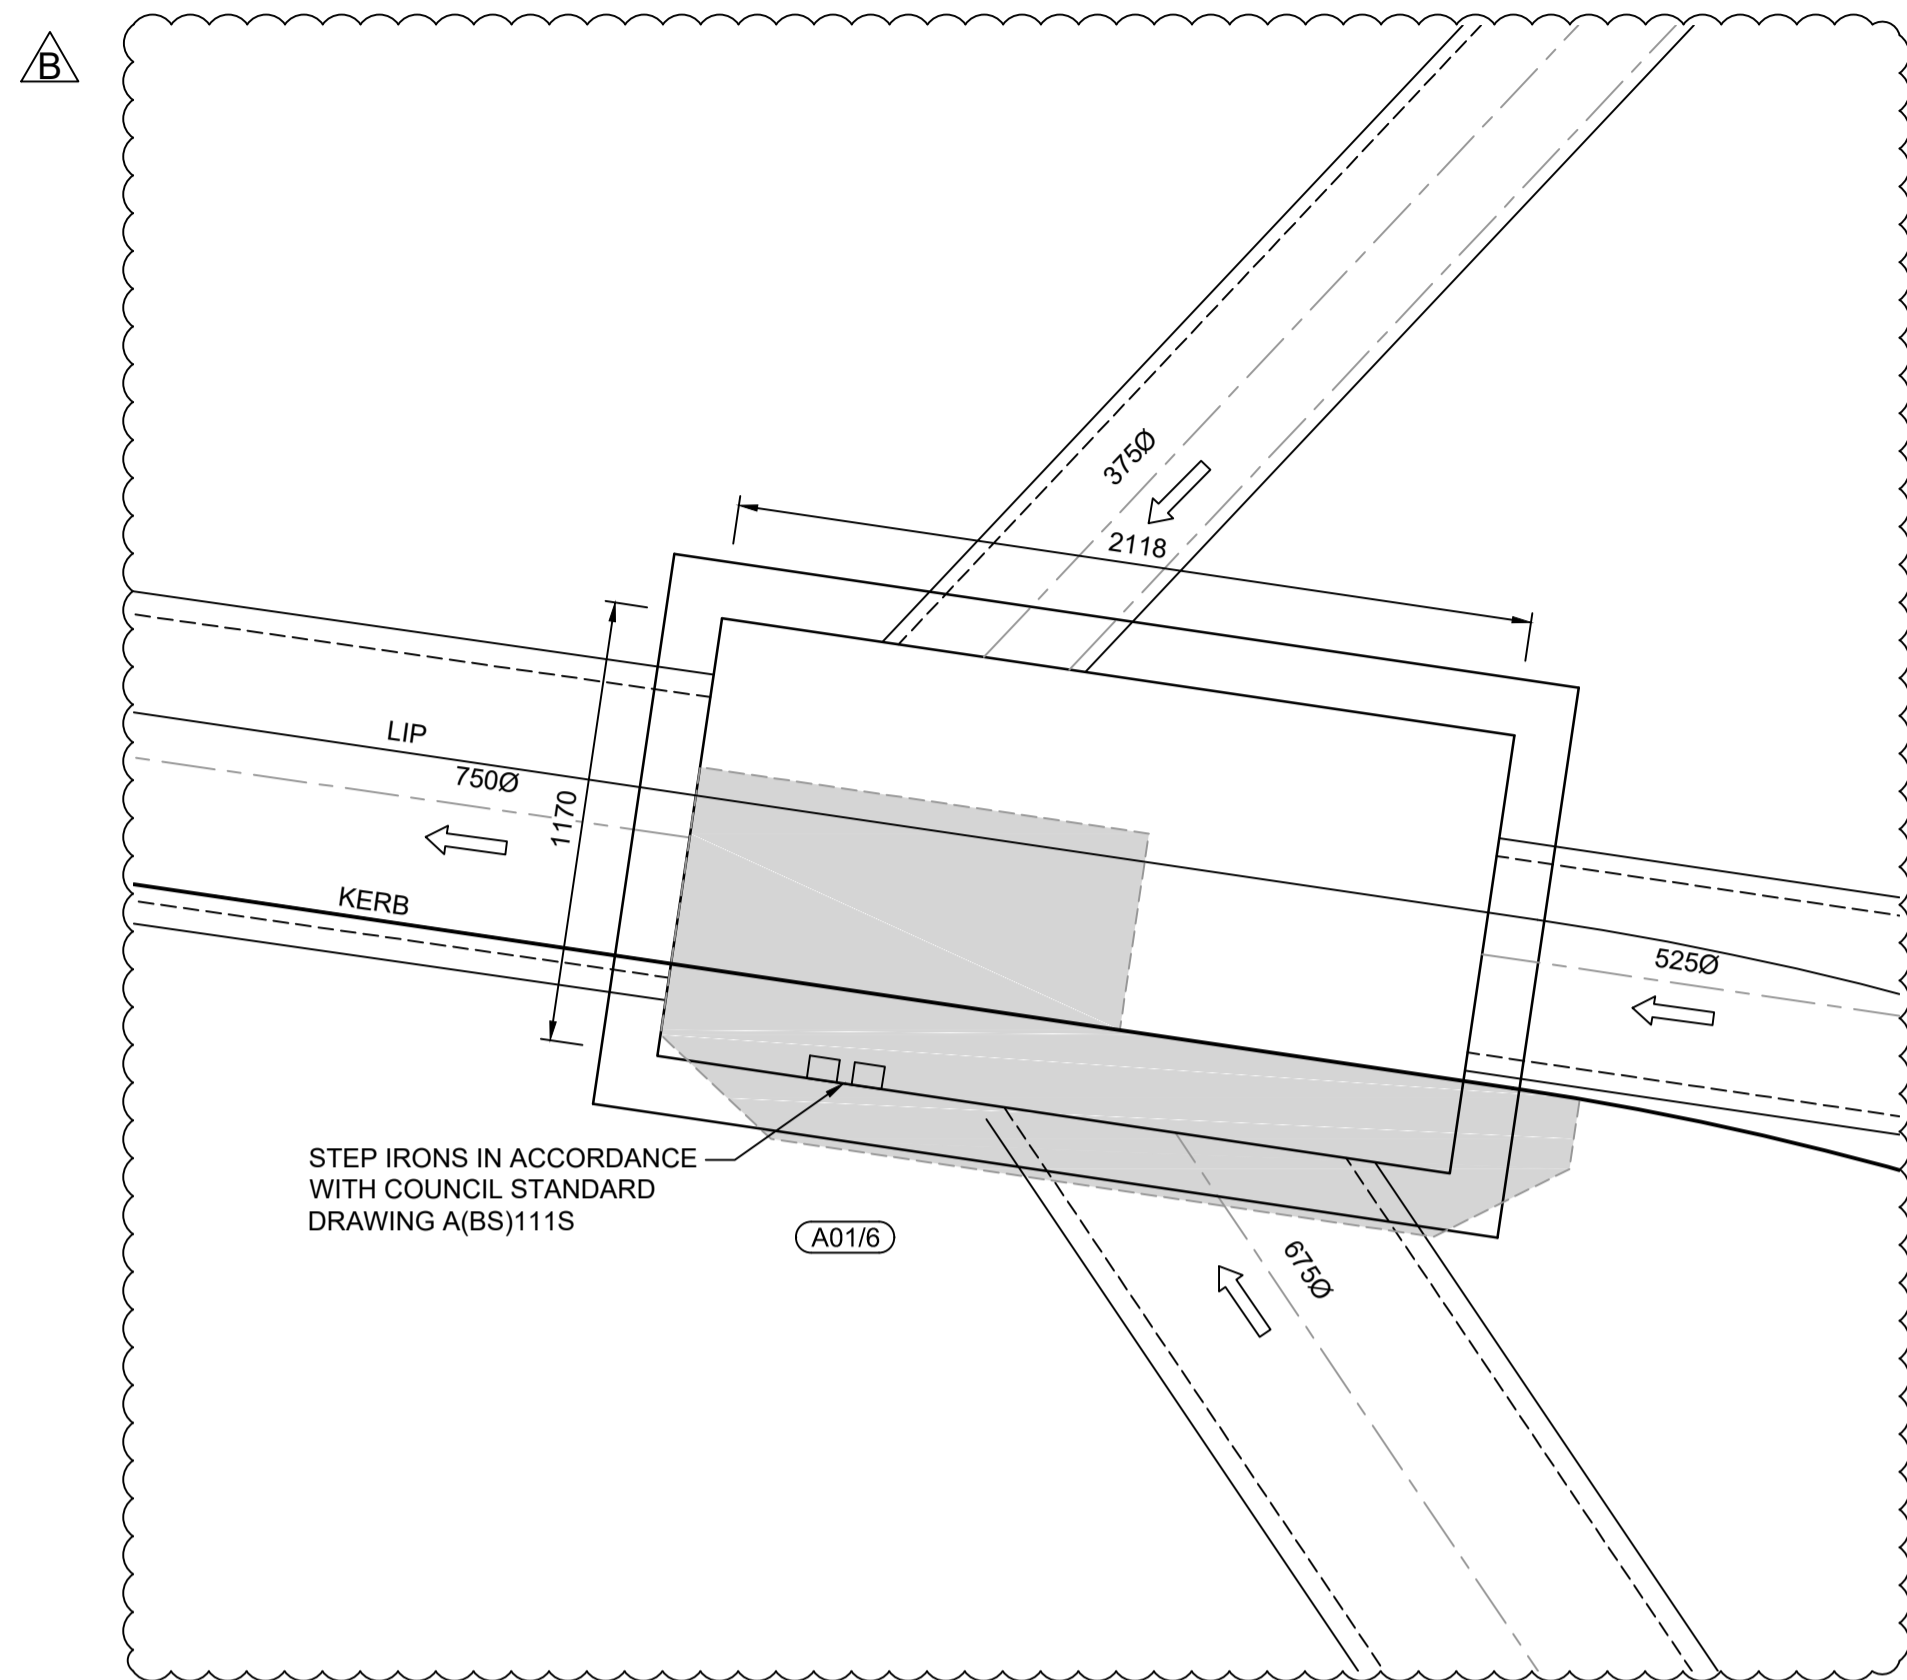 B
375Ø
2118
LIP
750Ø
1170
KERB
525Ø
STEP IRONS IN ACCORDANCE
WITH COUNCIL STANDARD
DRAWING A(BS)111S
A01/6
675Ø